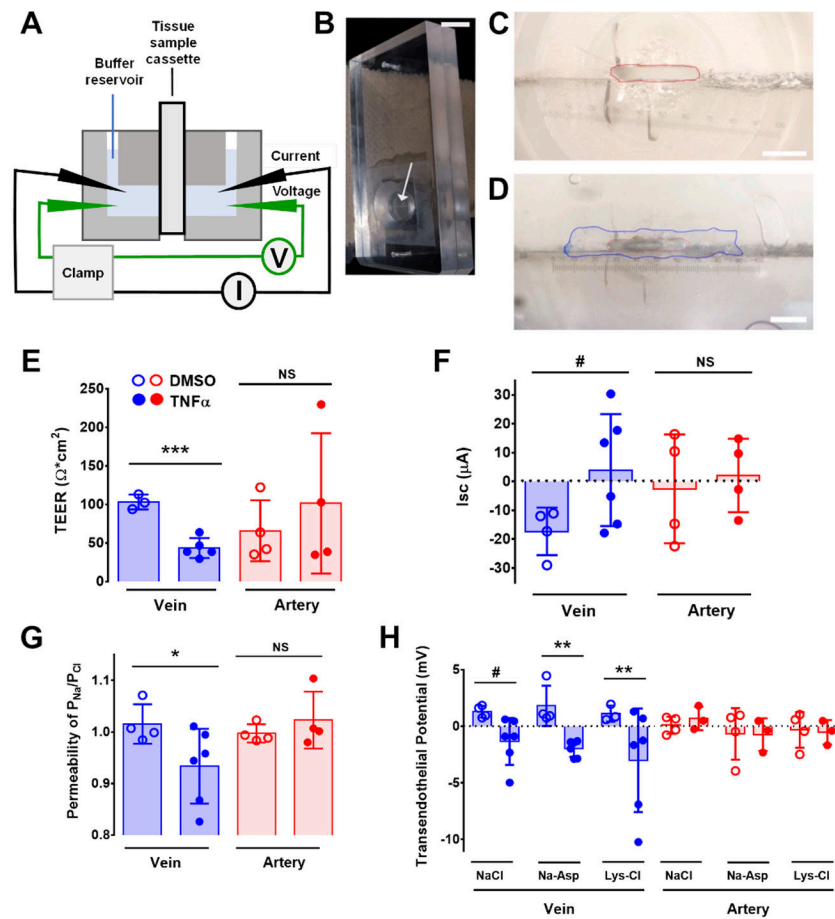 A
Tissue
sample
cassette
Buffer
reservoir
Current
Voltage
Clamp
V
I
B
C
D
E
DMSO
TNFα
NS
***
TEER (Ω*cm²)
250
200
150
100
50
0
Vein
Artery
F
#
NS
Isc (µA)
30
20
10
0
-10
-20
-30
Vein
Artery
G
*
NS
Permeability of PNa/PCl
1.1
1.0
0.9
0.8
Vein
Artery
H
#
**
**
Transendothelial Potential (mV)
5
0
-5
-10
NaCl
Na-Asp
Lys-Cl
NaCl
Na-Asp
Lys-Cl
Vein
Artery